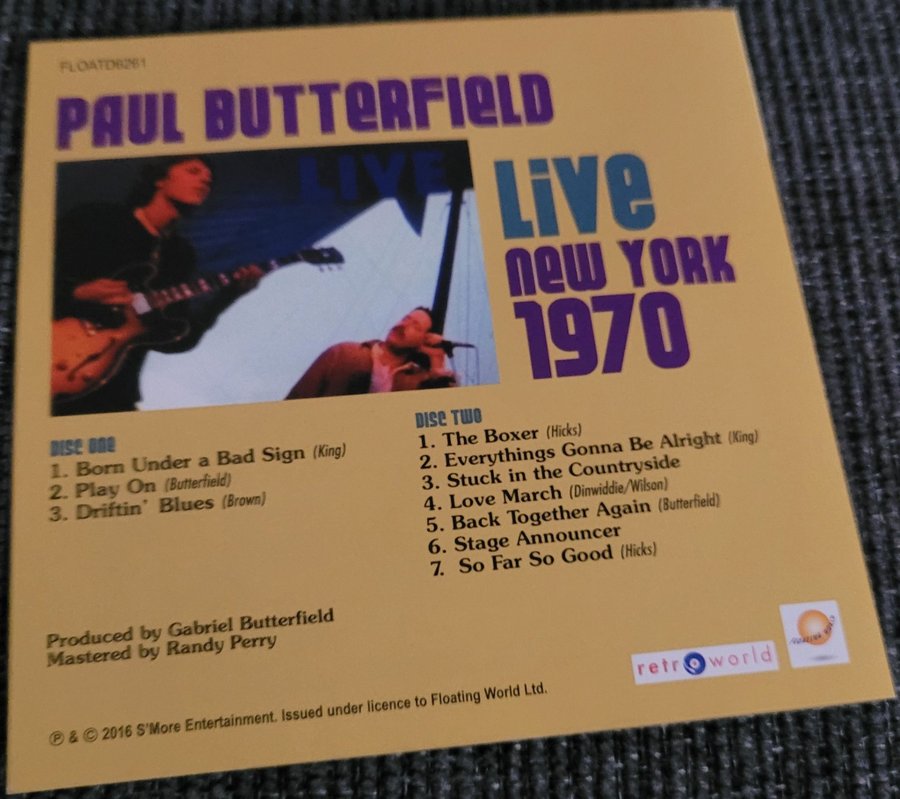 FLOATD6261
PAUL BUTTERFIELD
LIVE
LIVE
NEW YORK
1970
DISC ONE
1. Born Under a Bad Sign (King)
2. Play On (Butterfield)
3. Driftin' Blues (Brown)
DISC TWO
1. The Boxer (Hicks)
2. Everythings Gonna Be Alright (King)
3. Stuck in the Countryside
4. Love March (Dinwiddie/Wilson)
5. Back Together Again (Butterfield)
6. Stage Announcer
7. So Far So Good (Hicks)
Produced by Gabriel Butterfield
Mastered by Randy Perry
retroworld
FLOATING WORLD
℗ & © 2016 S'More Entertainment. Issued under licence to Floating World Ltd.